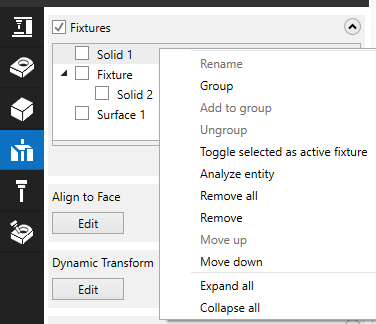 Fixtures
Solid 1
Fixture
Solid 2
Surface 1
Rename
Group
Add to group
Ungroup
Toggle selected as active fixture
Analyze entity
Remove all
Remove
Move up
Move down
Expand all
Collapse all
Align to Face
Edit
Dynamic Transform
Edit